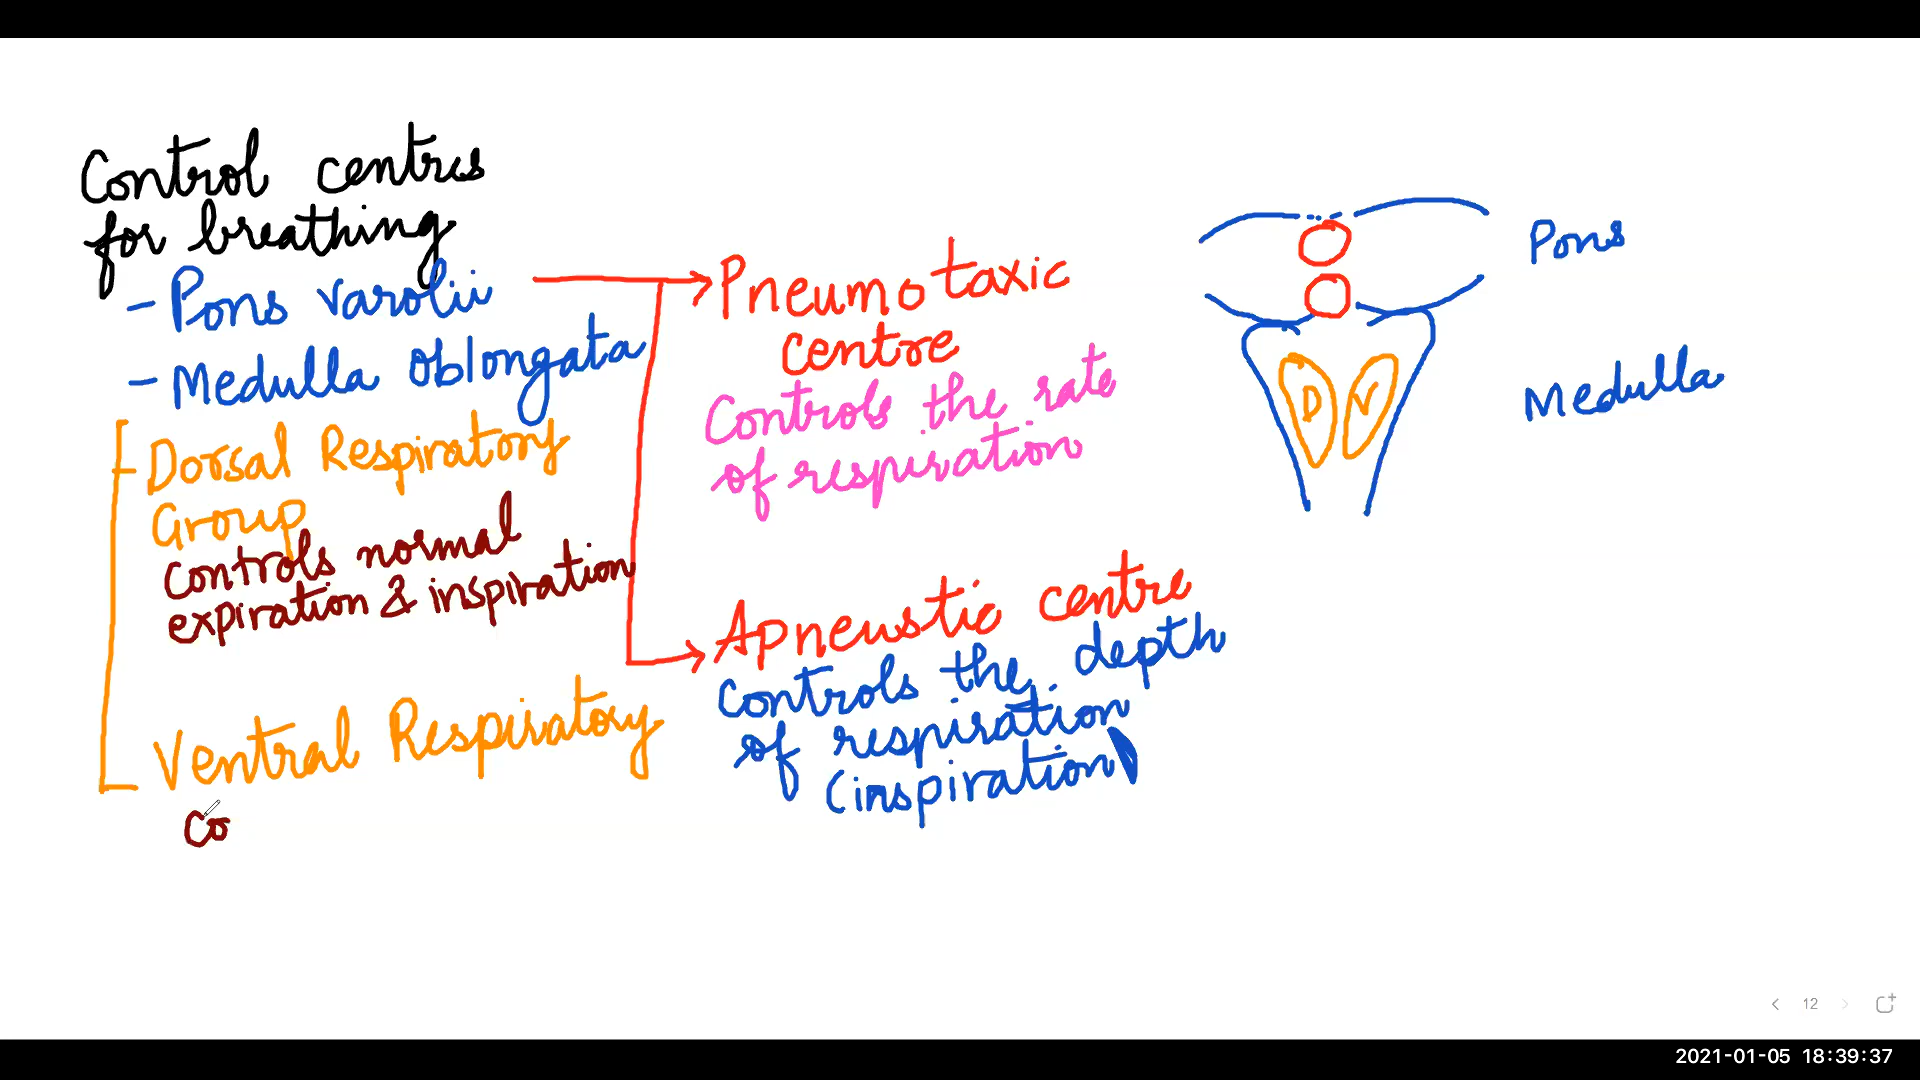 Control centres
for breathing
- Pons varolii
- Medulla oblongata
Dorsal Respiratory
Group
controls normal
expiration & inspiration
Ventral Respiratory
co
Pneumotaxic
centre
Controls the rate
of respiration
Apneustic centre
controls the depth
of respiration
(inspiration)
Pons
D V
Medulla
12
2021-01-05 18:39:37